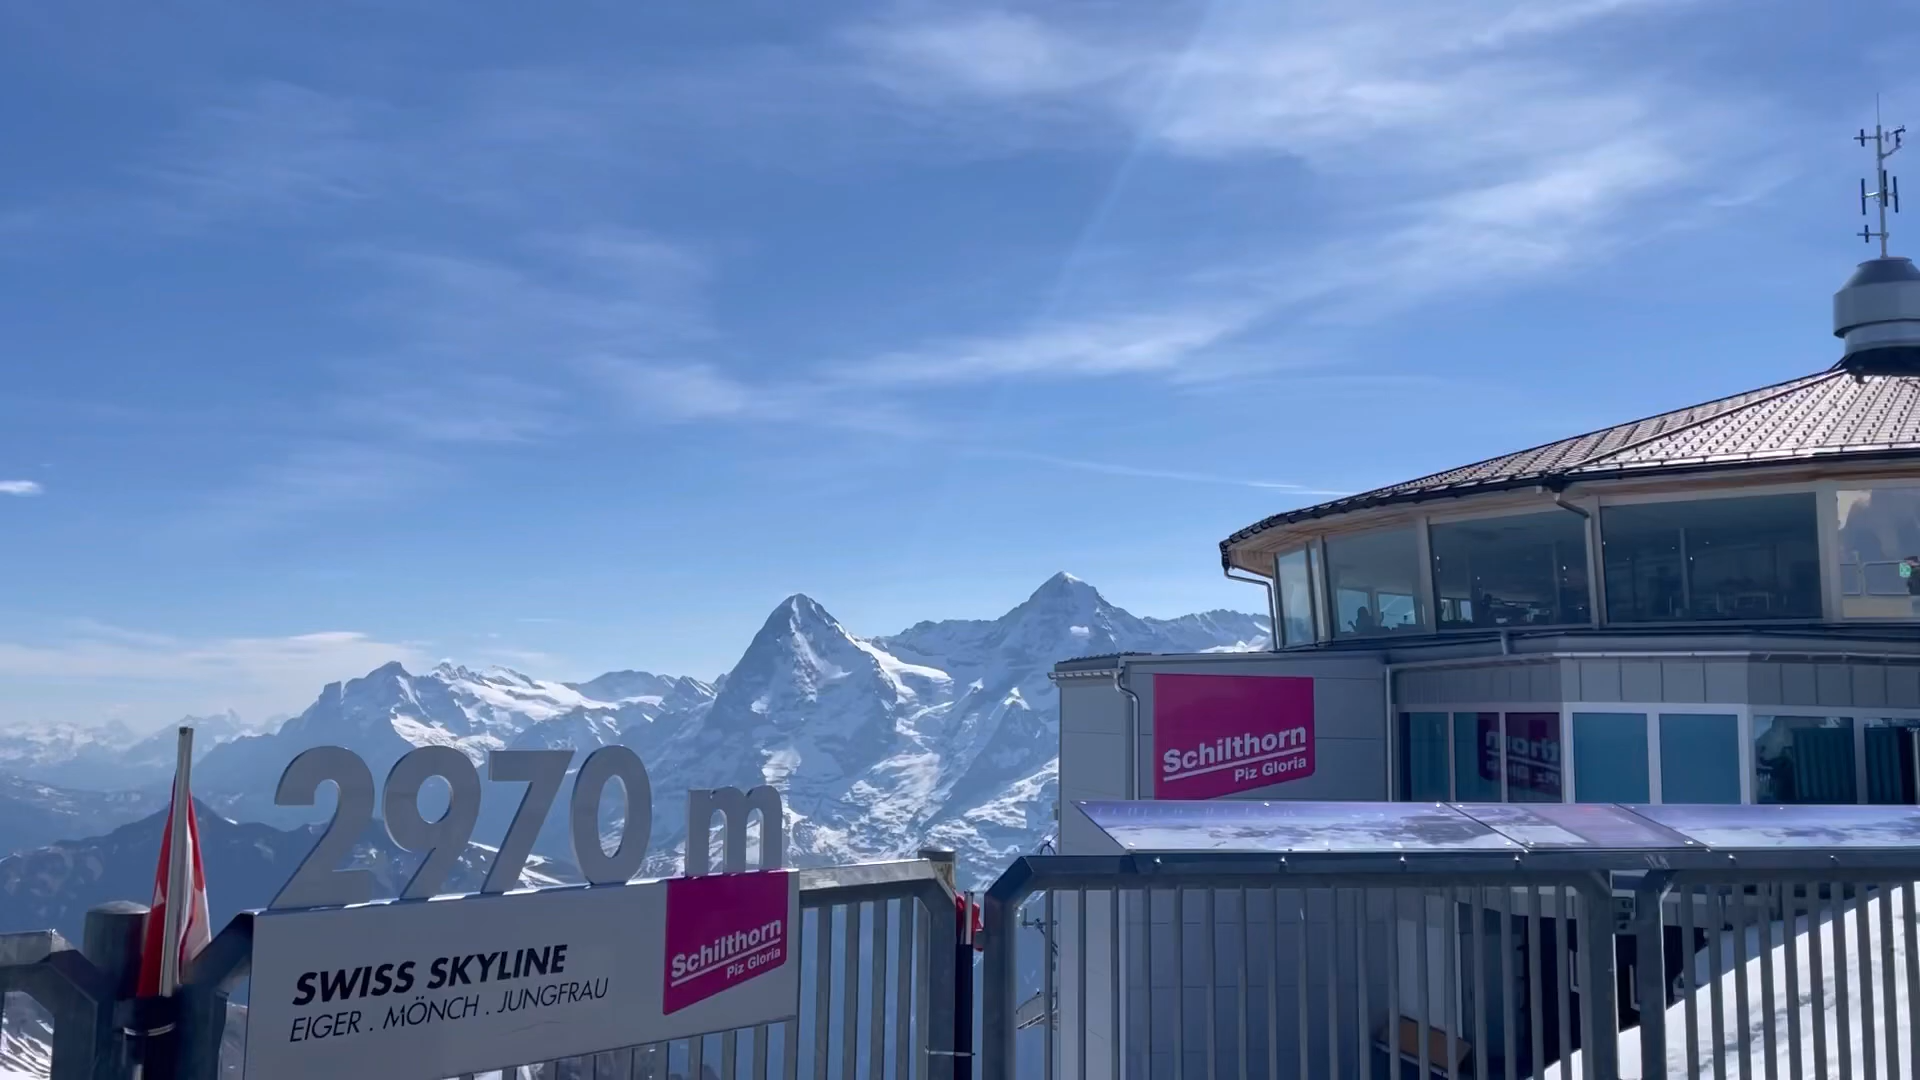 2970 m
SWISS SKYLINE
EIGER . MÖNCH . JUNGFRAU
Schilthorn
Piz Gloria
Schilthorn
Piz Gloria